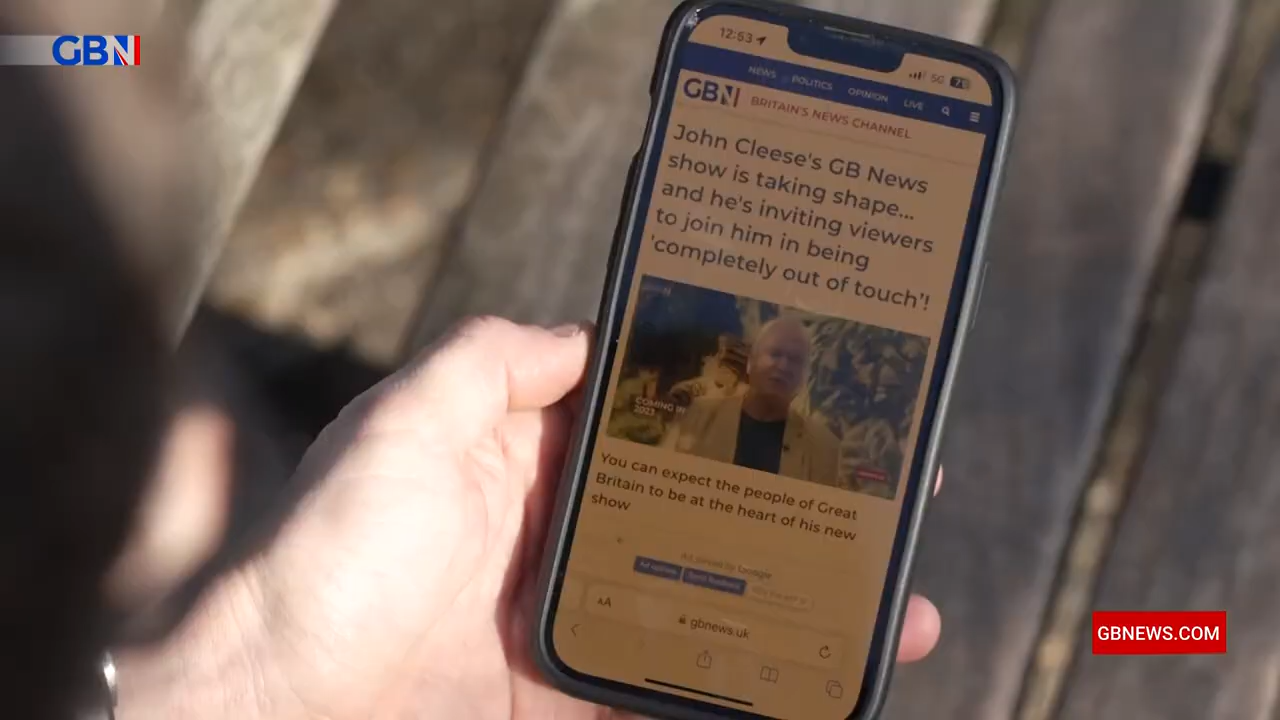 GBN
12:53
5G
NEWS POLITICS OPINION LIVE
GBN BRITAIN'S NEWS CHANNEL
John Cleese's GB News
show is taking shape...
and he's inviting viewers
to join him in being
'completely out of touch'!
COMING IN
2023
You can expect the people of Great
Britain to be at the heart of his new
show
Google
AA
gbnews.uk
GBNEWS.COM